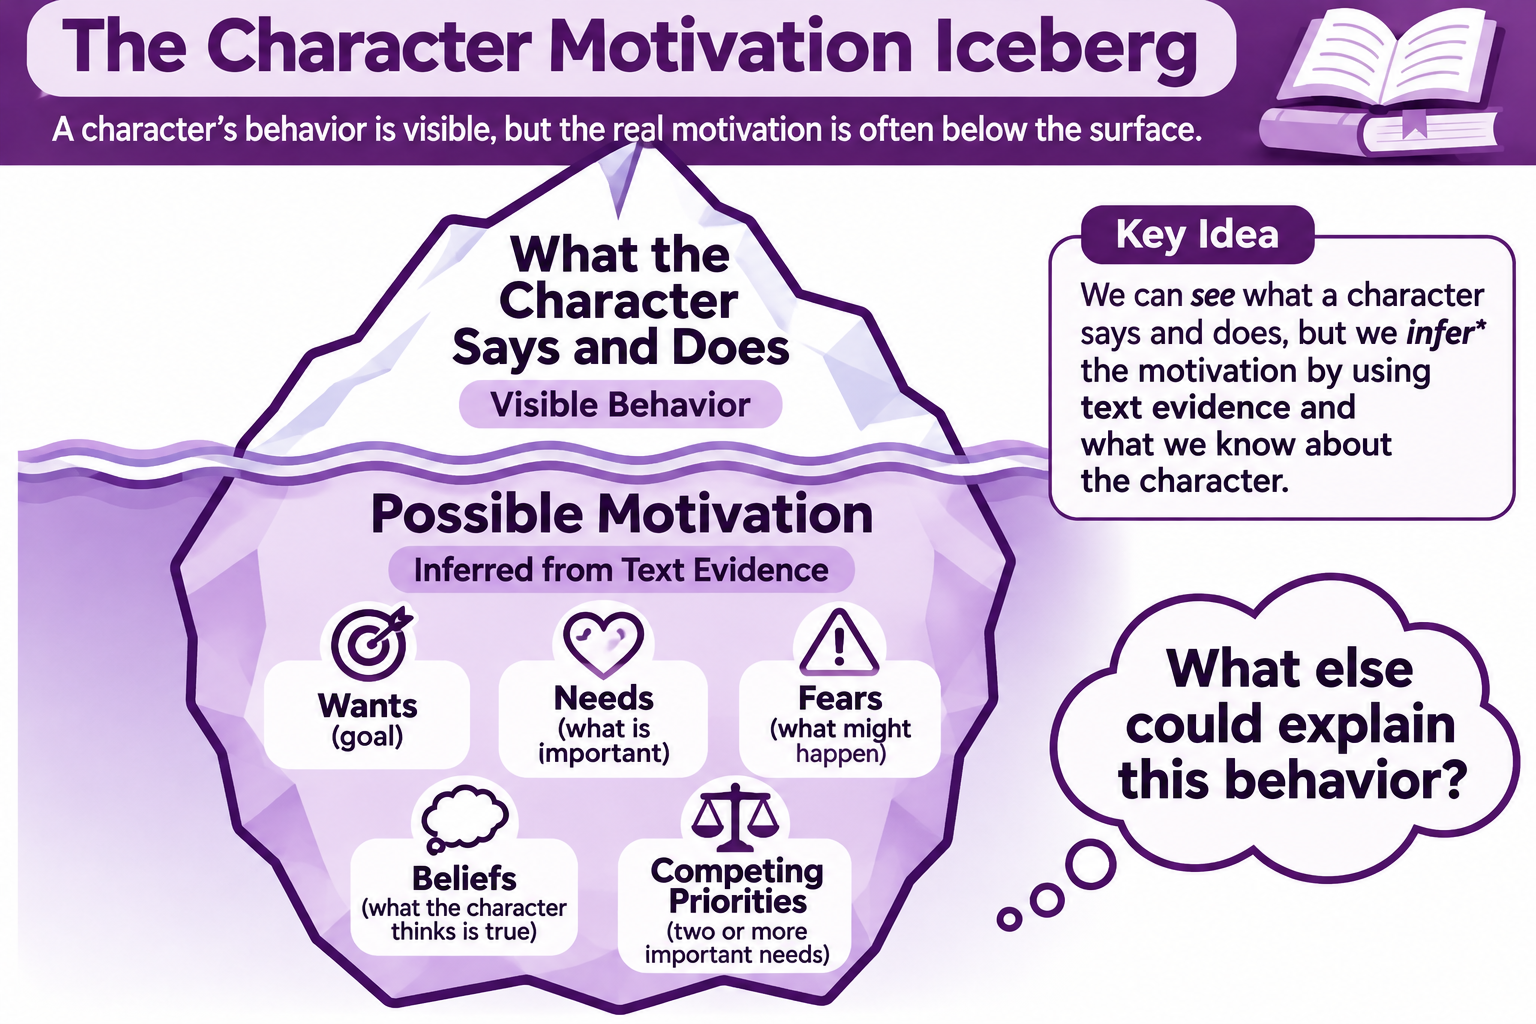 The Character Motivation Iceberg
A character's behavior is visible, but the real motivation is often below the surface.
What the
Character
Says and Does
Visible Behavior
Key Idea
We can see what a character
says and does, but we infer*
the motivation by using
text evidence and
what we know about
the character.
Possible Motivation
Inferred from Text Evidence
Wants
(goal)
Needs
(what is
important)
Fears
(what might
happen)
Beliefs
(what the character
thinks is true)
Competing
Priorities
(two or more
important needs)
What else
could explain
this behavior?